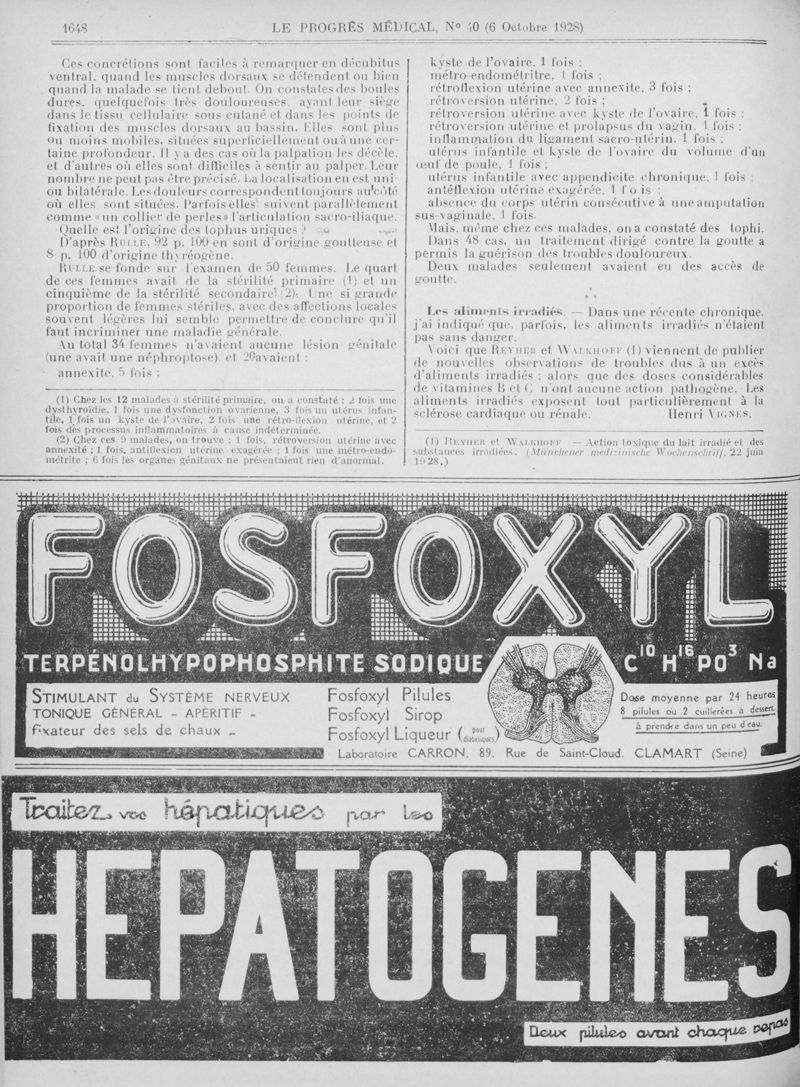 1648
LE PROGRÈS MÉDICAL, No 40 (6 Octobre 1928)
Ces concrétions sont faciles à remarquer en décubitus
ventral, quand les muscles dorsaux se détendent ou bien
quand la malade se tient debout. On constate des boules
dures, quelquefois très douloureuses, ayant leur siège
dans le tissu cellulaire sous-cutané et dans les points de
fixation des muscles dorsaux au bassin. Elles sont plus
ou moins mobiles, situées superficiellement ou à une cer-
taine profondeur. Il y a des cas où la palpation les décèle,
et d'autres où elles sont difficiles à sentir au palper. Leur
nombre ne peut pas être précisé. La localisation en est uni-
ou bilatérale. Les douleurs correspondent toujours au côté
où elles sont situées. Parfois elles suivent parallèlement
comme « un collier de perles » l'articulation sacro-iliaque.
Quelle est l'origine des tophus uriques ?
D'après RULLE, 92 p. 100 en sont d'origine goutteuse et
8 p. 100 d'origine thyréogène.
RULLE se fonde sur l'examen de 50 femmes. Le quart
de ces femmes avait de la stérilité primaire (1) et un
cinquième de la stérilité secondaire (2). Une si grande
proportion de femmes stériles, avec des affections locales
souvent légères lui semble permettre de conclure qu'il
faut incriminer une maladie générale.
Au total 34 femmes n'avaient aucune lésion génitale
(une avait une néphroptose), et 20 avaient :
annexite, 5 fois ;
(1) Chez les 12 malades à stérilité primaire, on a constaté : 2 fois une
dysthyroïdie, 1 fois une dysfonction ovarienne, 3 fois un utérus infan-
tile, 1 fois un kyste de l'ovaire, 2 fois une rétro-flexion utérine, et 2
fois des processus inflammatoires à cause indéterminée.
(2) Chez ces 9 malades, on trouve : 1 fois, rétroversion utérine avec
annexité ; 1 fois, antiflexion utérine exagérée ; 1 fois une métro-endo-
métrite ; 6 fois les organes génitaux ne présentaient rien d'anormal.
kyste de l'ovaire, 1 fois ;
métro-endométritre, 1 fois ;
rétroflexion utérine avec annexite, 3 fois ;
rétroversion utérine, 2 fois ;
rétroversion utérine avec kyste de l'ovaire, 1 fois ;
rétroversion utérine et prolapsus du vagin, 1 fois ;
inflammation du ligament sacro-utérin, 1 fois ;
utérus infantile et kyste de l'ovaire du volume d'un
œuf de poule, 1 fois ;
utérus infantile avec appendicite chronique, 1 fois ;
antéflexion utérine exagérée, 1 fois ;
absence du corps utérin consécutive à une amputation
sus-vaginale, 1 fois.
Mais, même chez ces malades, on a constaté des tophi.
Dans 48 cas, un traitement dirigé contre la goutte a
permis la guérison des troubles douloureux.
Deux malades seulement avaient eu des accès de
goutte.
* * *
Les aliments irradiés. — Dans une récente chronique,
j'ai indiqué que, parfois, les aliments irradiés n'étaient
pas sans danger.
Voici que REYHER et WALKHOFF (1) viennent de publier
de nouvelles observations de troubles dus à un excès
d'aliments irradiés ; alors que des doses considérables
de vitamines B et C n'ont aucune action pathogène. Les
aliments irradiés exposent tout particulièrement à la
sclérose cardiaque ou rénale. Henri VIGNES.
(1) REYHER et WALKHOFF — Action toxique du lait irradié et des
substances irradiées. (Münchener medizinische Wochenschrift, 22 juin
1928.)
FOSFOXYL
TERPÉNOLHYPOPHOSPHITE SODIQUE
C10 H16 PO3 Na
STIMULANT du SYSTÈME NERVEUX
TONIQUE GÉNÉRAL - APÉRITIF -
fixateur des sels de chaux -
Fosfoxyl Pilules
Fosfoxyl Sirop
Fosfoxyl Liqueur (pour diabétiques)
Dose moyenne par 24 heures
8 pilules ou 2 cuillerées à dessert
à prendre dans un peu d'eau.
Laboratoire CARRON, 89, Rue de Saint-Cloud, CLAMART (Seine)
Traitez vos hépatiques par les
HEPATOGENES
Deux pilules avant chaque repas